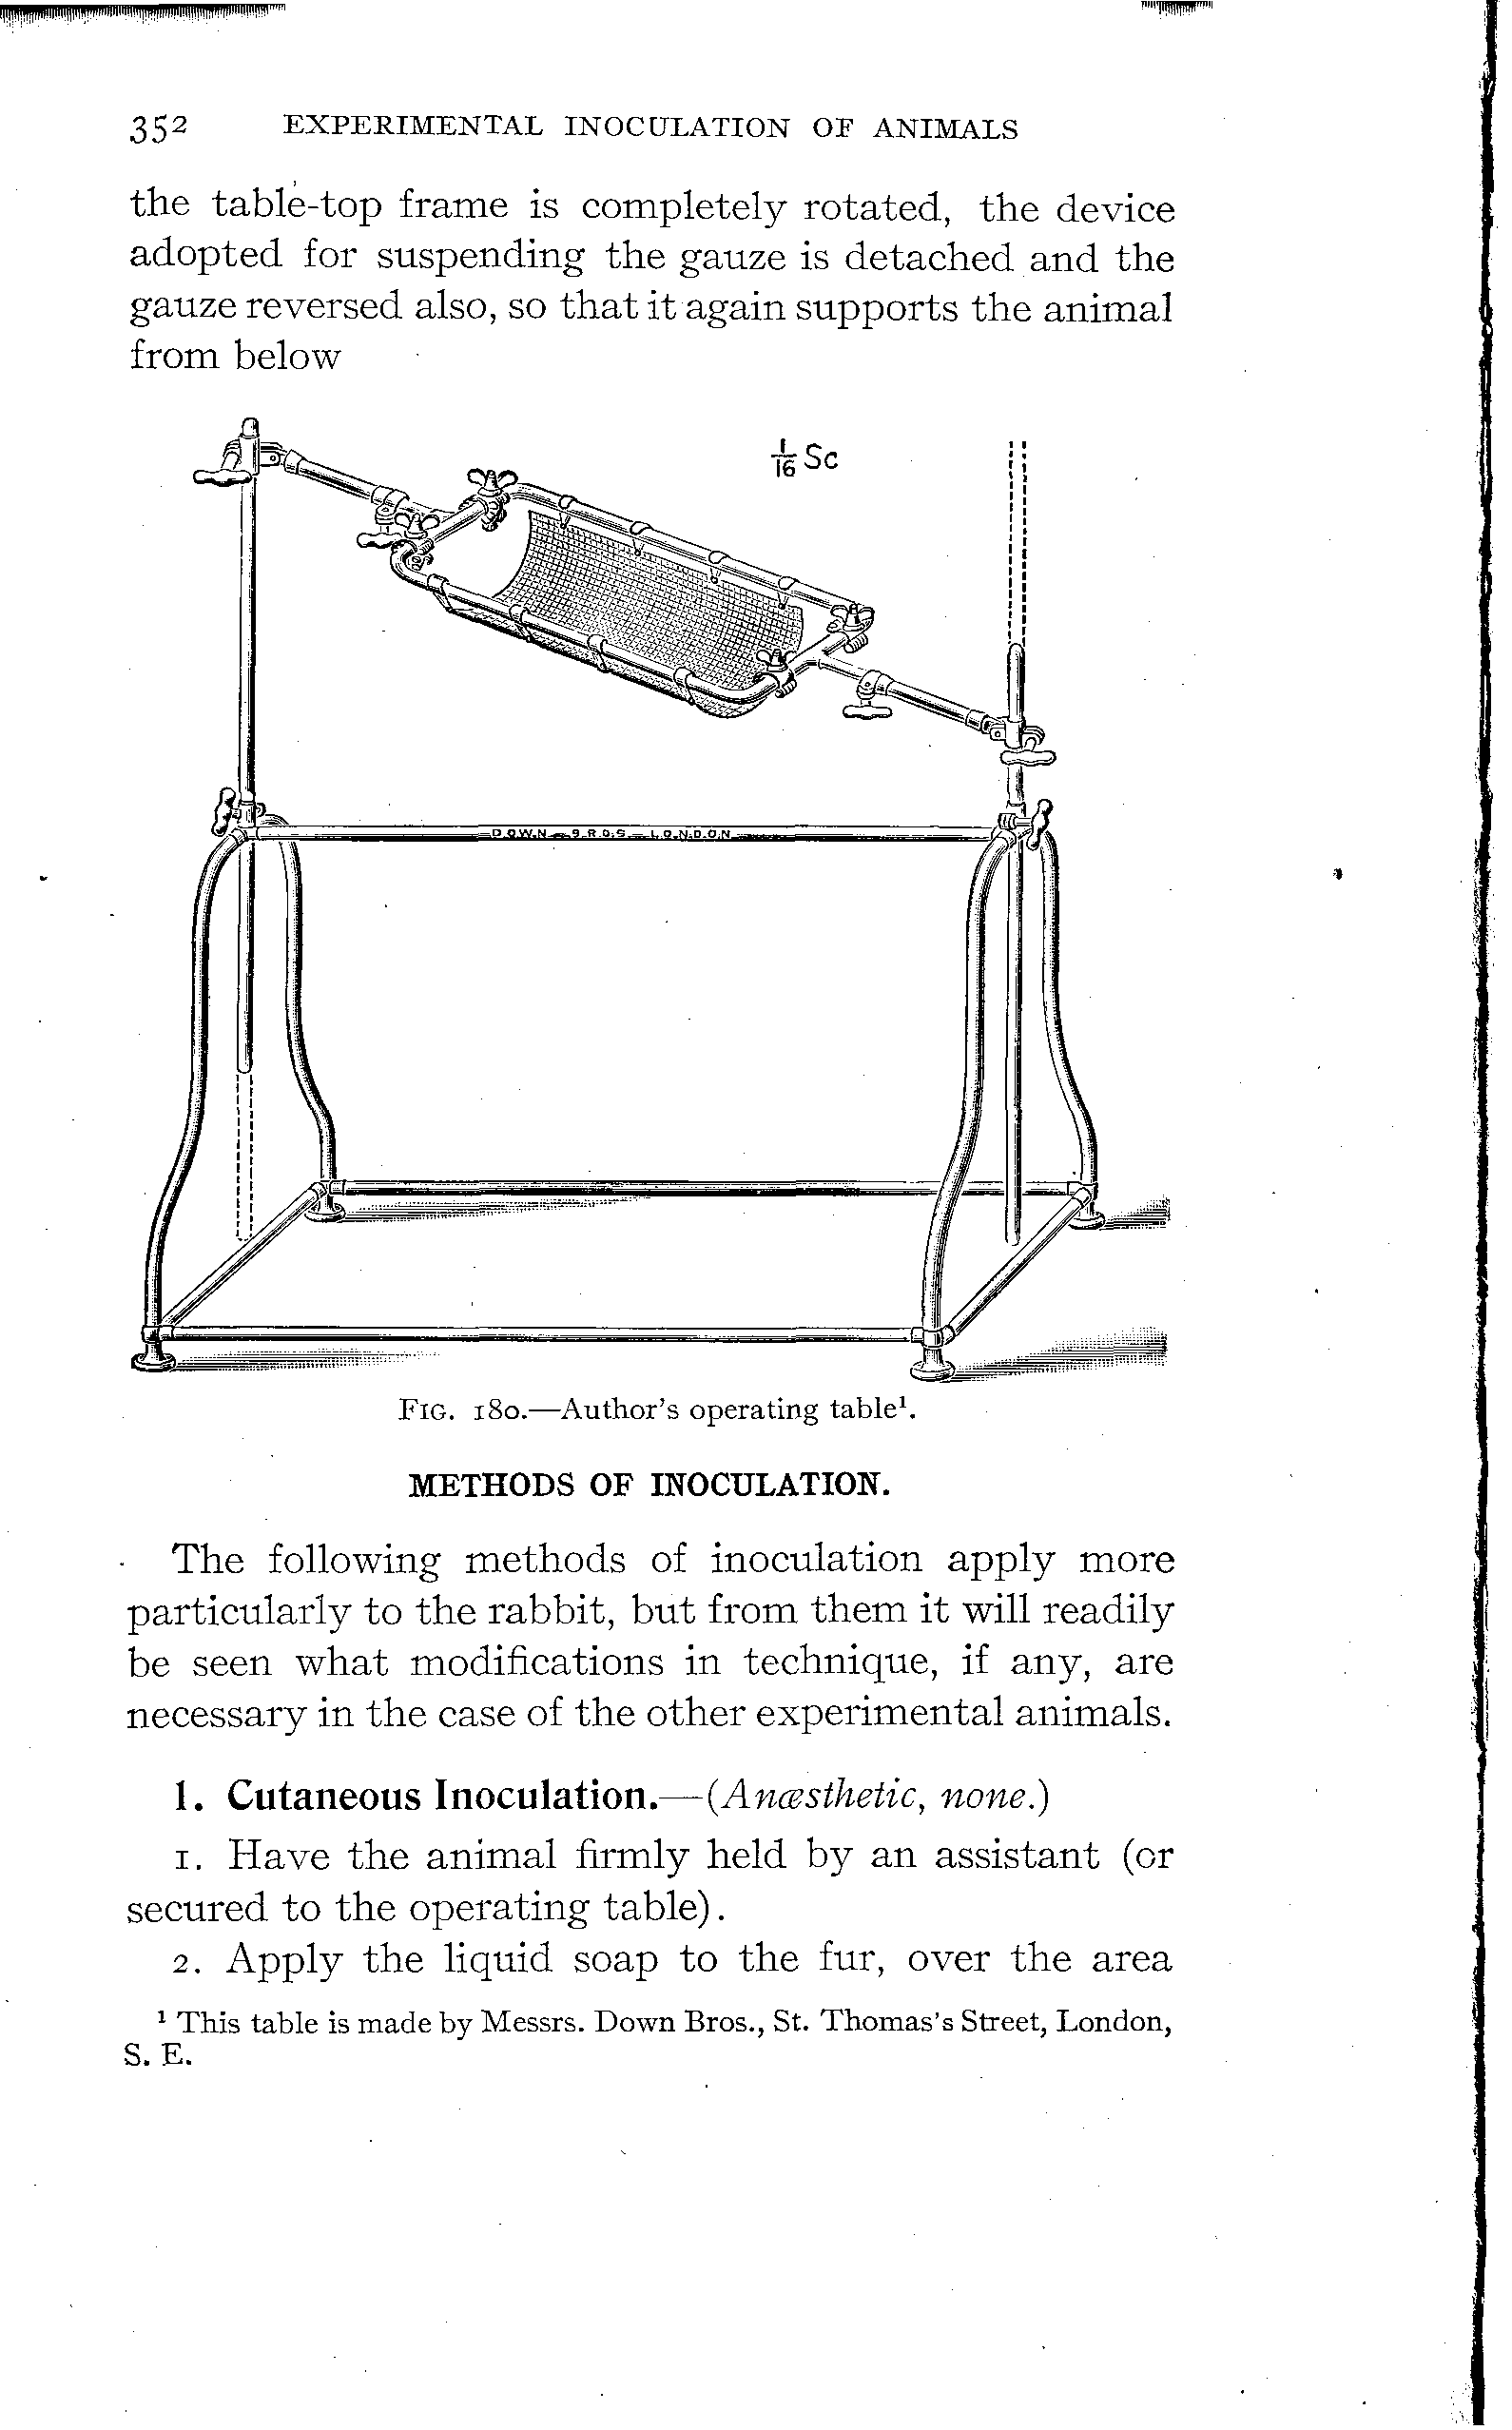 352 EXPERIMENTAL INOCULATION OF ANIMALS
the table-top frame is completely rotated, the device
adopted for suspending the gauze is detached and the
gauze reversed also, so that it again supports the animal
from below
1/16 Sc
DOWN BROS LONDON
FIG. 180.—Author's operating table¹.
METHODS OF INOCULATION.
The following methods of inoculation apply more
particularly to the rabbit, but from them it will readily
be seen what modifications in technique, if any, are
necessary in the case of the other experimental animals.
1. Cutaneous Inoculation.—(Anæsthetic, none.)
1. Have the animal firmly held by an assistant (or
secured to the operating table).
2. Apply the liquid soap to the fur, over the area
¹ This table is made by Messrs. Down Bros., St. Thomas's Street, London,
S. E.